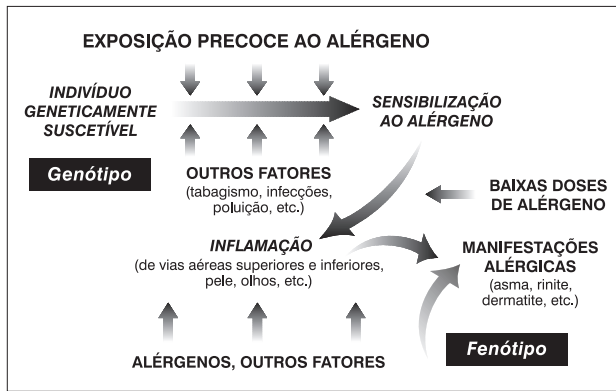 EXPOSIÇÃO PRECOCE AO ALÉRGENO
INDIVÍDUO
GENETICAMENTE
SUSCETÍVEL
SENSIBILIZAÇÃO
AO ALÉRGENO
Genótipo
OUTROS FATORES
(tabagismo, infecções,
poluição, etc.)
BAIXAS DOSES
DE ALÉRGENO
INFLAMAÇÃO
(de vias aéreas superiores e inferiores,
pele, olhos, etc.)
MANIFESTAÇÕES
ALÉRGICAS
(asma, rinite,
dermatite, etc.)
ALÉRGENOS, OUTROS FATORES
Fenótipo